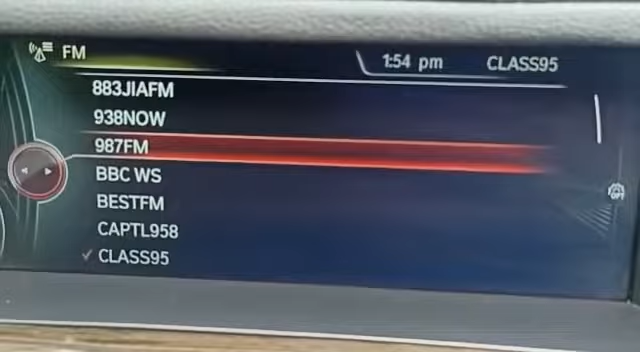 FM 1:54 pm CLASS95
883JIAFM
938NOW
987FM
BBC WS
BESTFM
CAPTL958
CLASS95